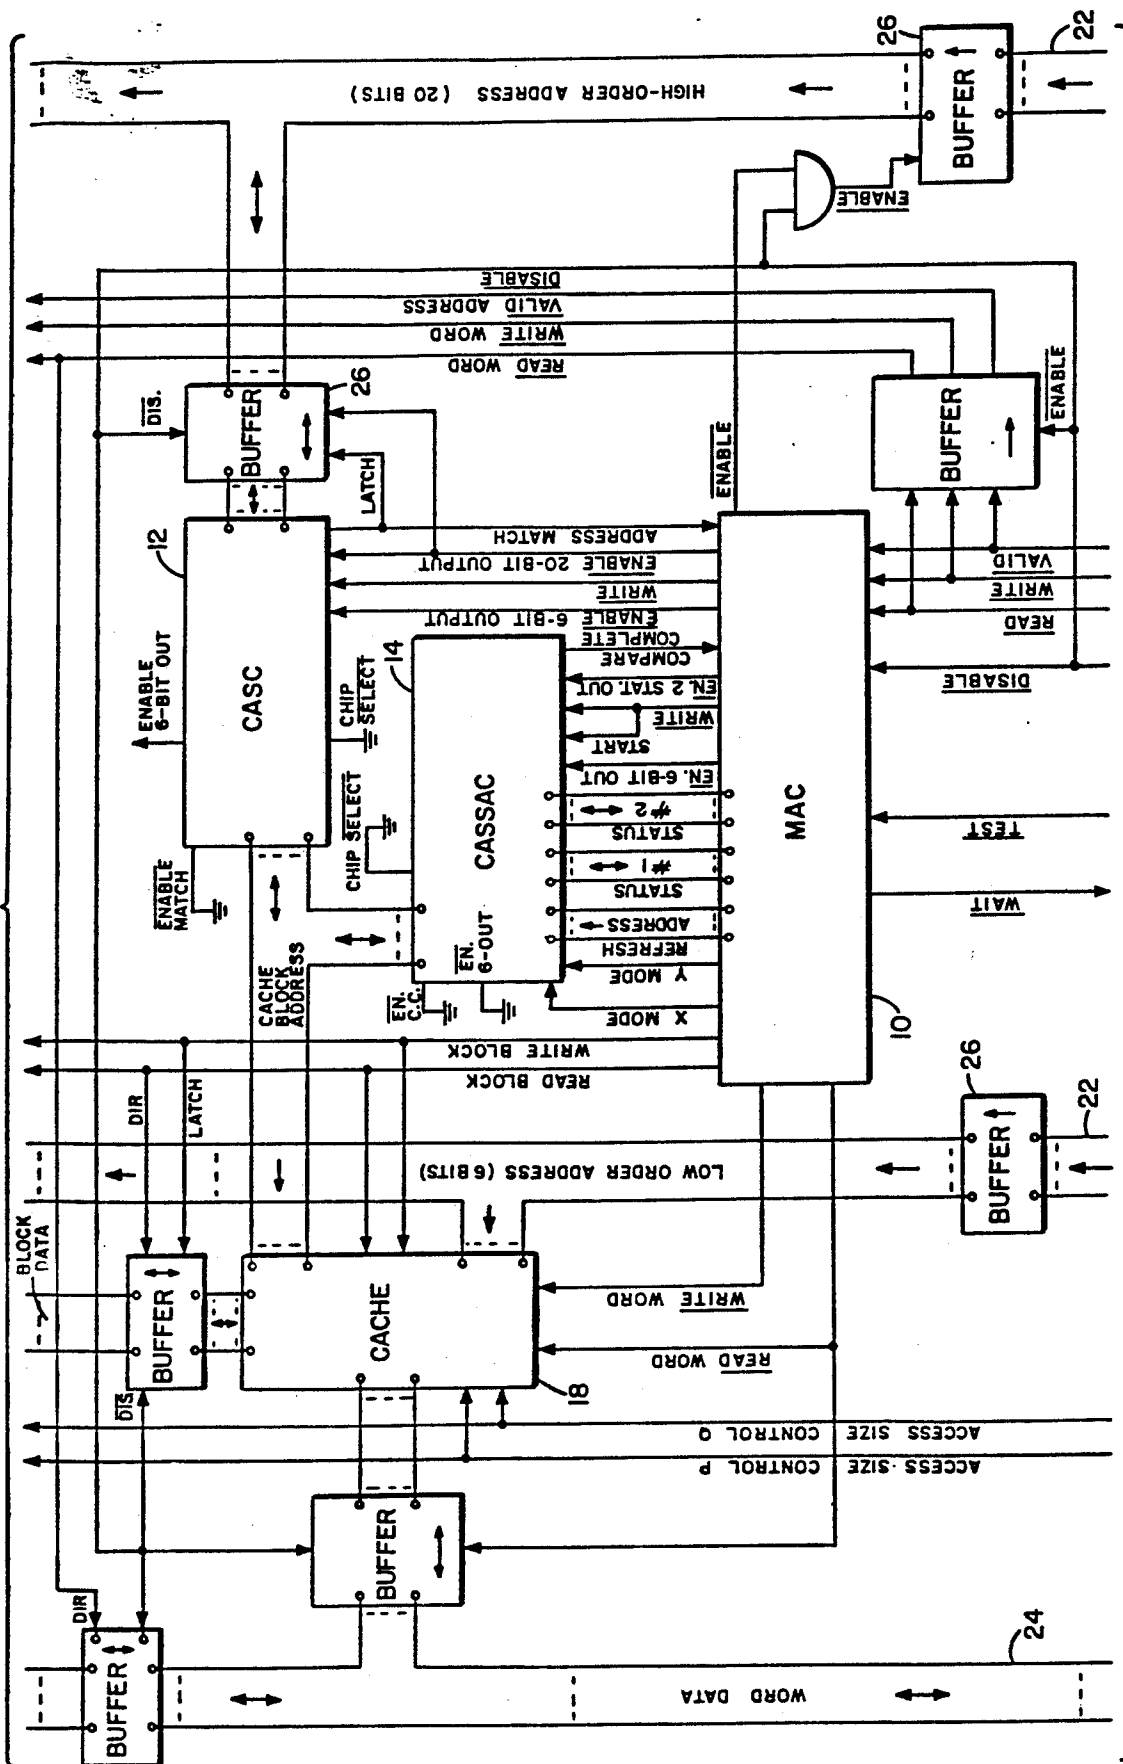 26
22
HIGH-ORDER ADDRESS (20 BITS)
BUFFER
ENABLE
DISABLE
VALID ADDRESS
WRITE WORD
READ WORD
DIS.
BUFFER
26
LATCH
ENABLE
BUFFER
ENABLE
12
CASC
ENABLE
6-BIT OUT
CHIP
SELECT
ENABLE
MATCH
ADDRESS MATCH
ENABLE 20-BIT OUTPUT
WRITE
ENABLE 6-BIT OUTPUT
14
CASSAC
CHIP SELECT
EN.
6-OUT
EN.
C.C.
COMPARE
COMPLETE
EN. 2 STAT. OUT
WRITE
START
EN. 6-BIT OUT
STATUS
#2
STATUS
#1
REFRESH
ADDRESS
Y MODE
X MODE
MAC
10
VALID
WRITE
READ
DISABLE
TEST
WAIT
CACHE
BLOCK
ADDRESS
WRITE BLOCK
READ BLOCK
DIR
LATCH
LOW ORDER ADDRESS (6 BITS)
26
BUFFER
22
BLOCK
DATA
BUFFER
DIS.
CACHE
18
WRITE WORD
READ WORD
ACCESS SIZE CONTROL Q
ACCESS-SIZE CONTROL P
BUFFER
DIR
BUFFER
WORD DATA
24